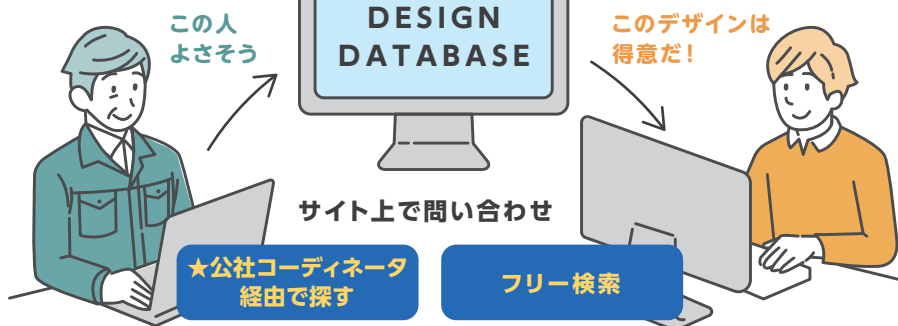 この人
よさそう
DESIGN
DATABASE
このデザインは
得意だ！
サイト上で問い合わせ
★公社コーディネータ
経由で探す
フリー検索